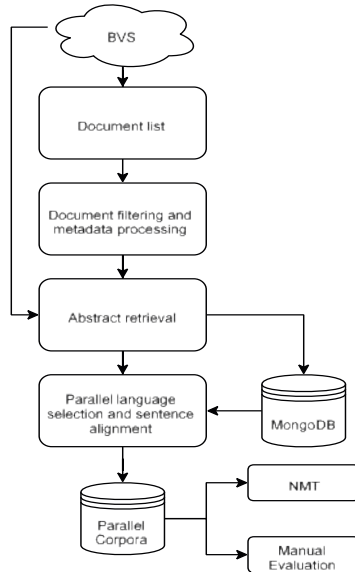 BVS
Document list
Document filtering and
metadata processing
Abstract retrieval
Parallel language
selection and sentence
alignment
MongoDB
Parallel
Corpora
NMT
Manual
Evaluation